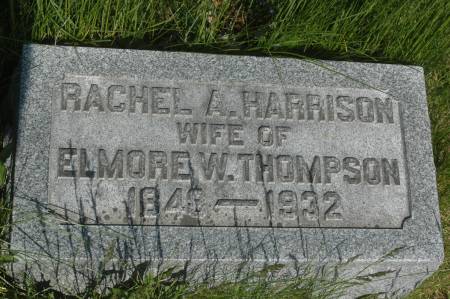 RACHEL A. HARRISON
WIFE OF
ELMORE W. THOMPSON
— 1932